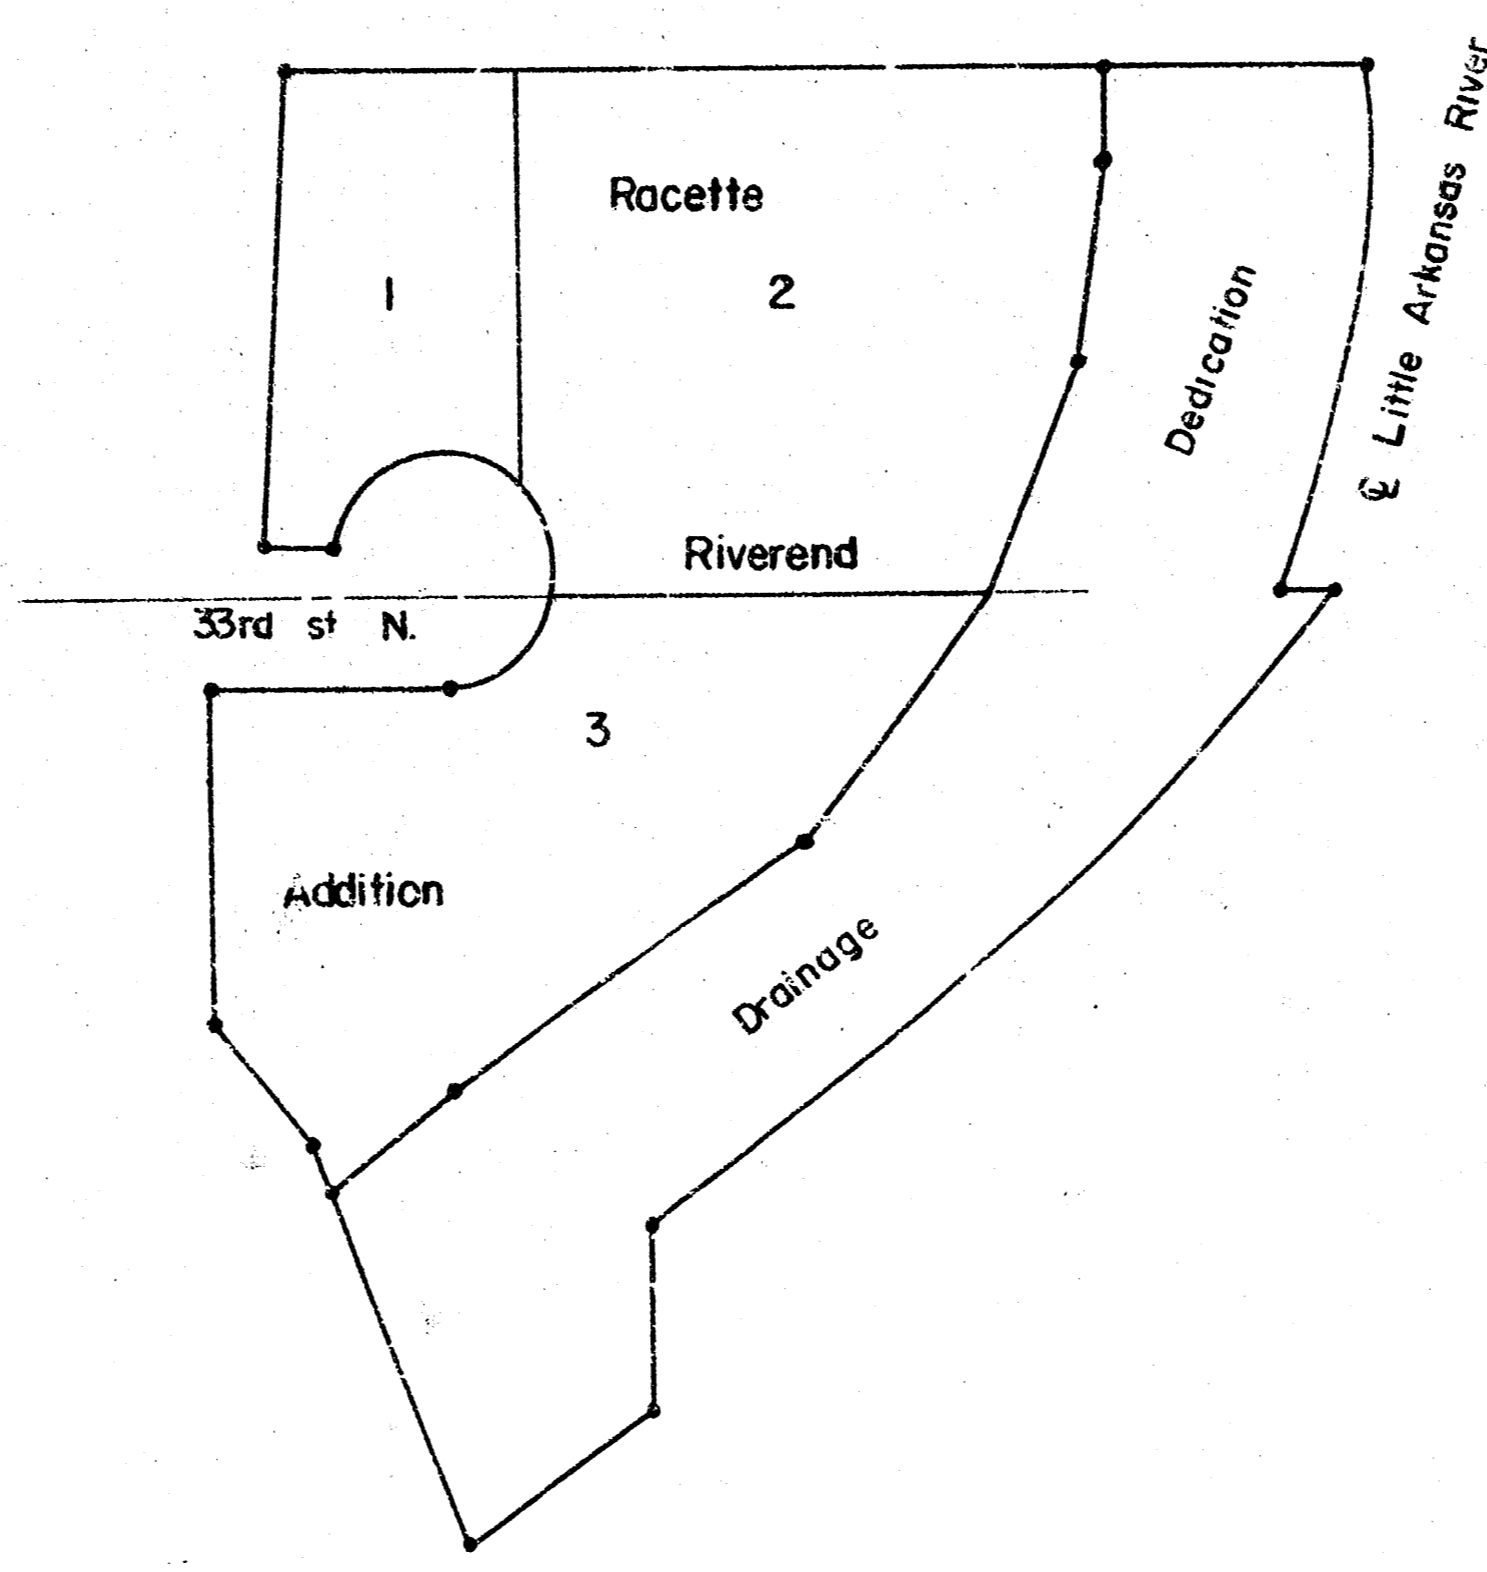 Racette
1
2
Riverend
33rd st N.
3
Addition
Drainage
Dedication
℄ Little Arkansas River